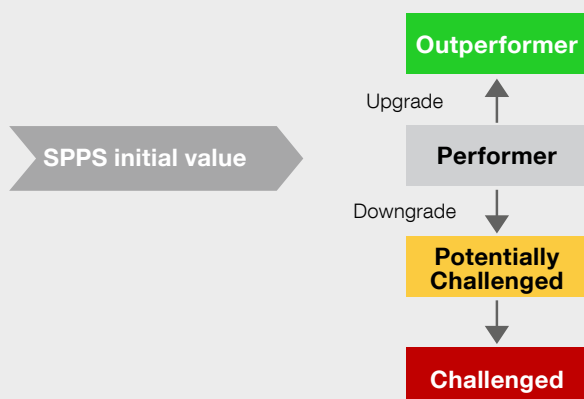 Outperformer
Upgrade
SPPS initial value
Performer
Downgrade
Potentially
Challenged
Challenged